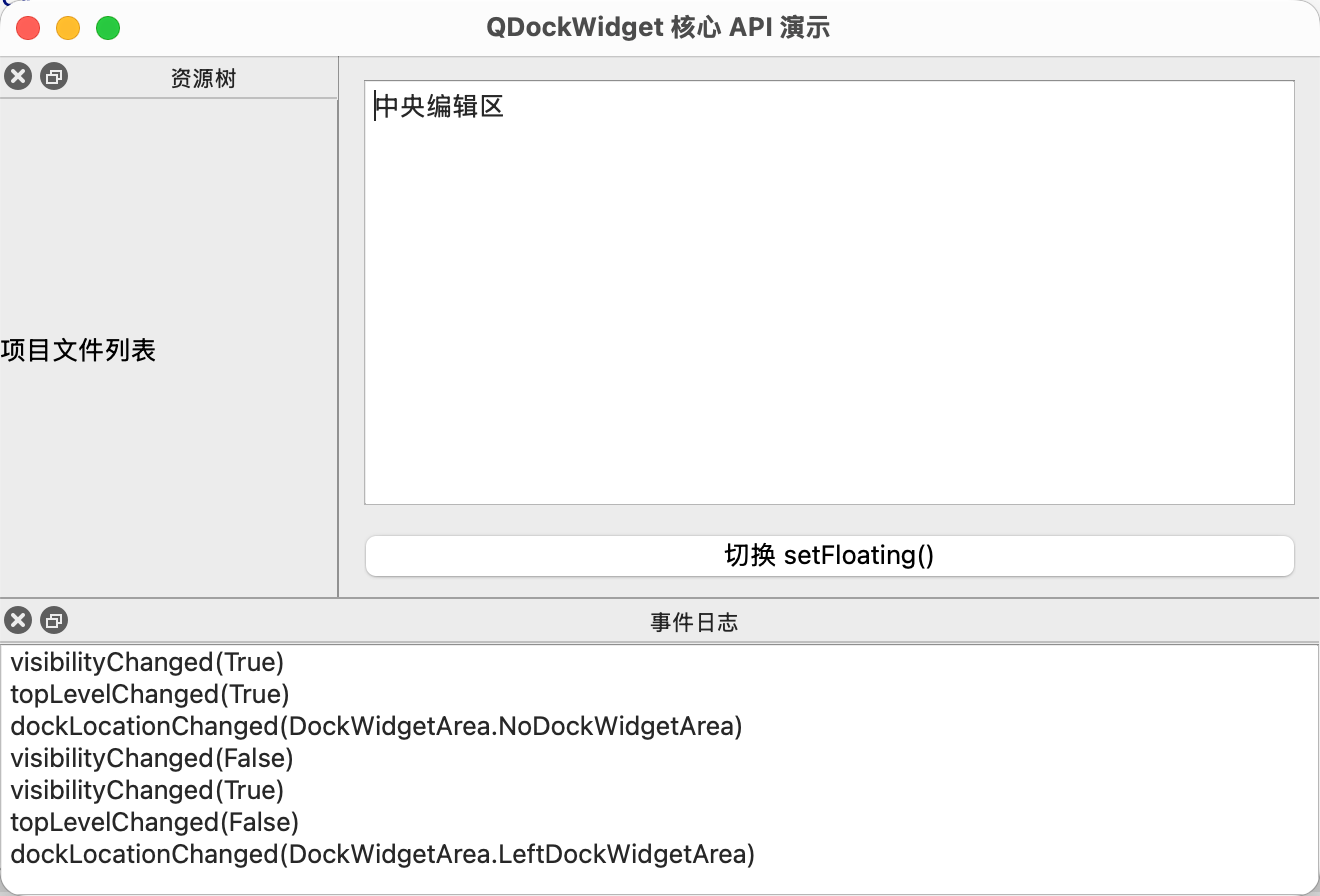 QDockWidget 核心 API 演示
资源树
中央编辑区
项目文件列表
切换 setFloating()
事件日志
visibilityChanged(True)
topLevelChanged(True)
dockLocationChanged(DockWidgetArea.NoDockWidgetArea)
visibilityChanged(False)
visibilityChanged(True)
topLevelChanged(False)
dockLocationChanged(DockWidgetArea.LeftDockWidgetArea)